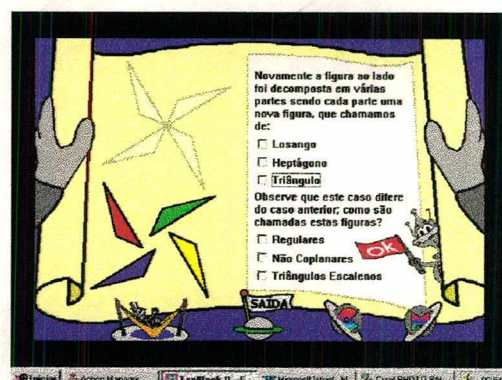 Novamente a figura ao lado
foi decomposta em várias
partes sendo cada parte uma
nova figura, que chamamos
de:
Losango
Heptágono
Triângulo
Observe que este caso difere
do caso anterior, como são
chamadas estas figuras?
Regulares
Não Coplanares
Triângulos Escalenos
ok
SAÍDA
Iniciar